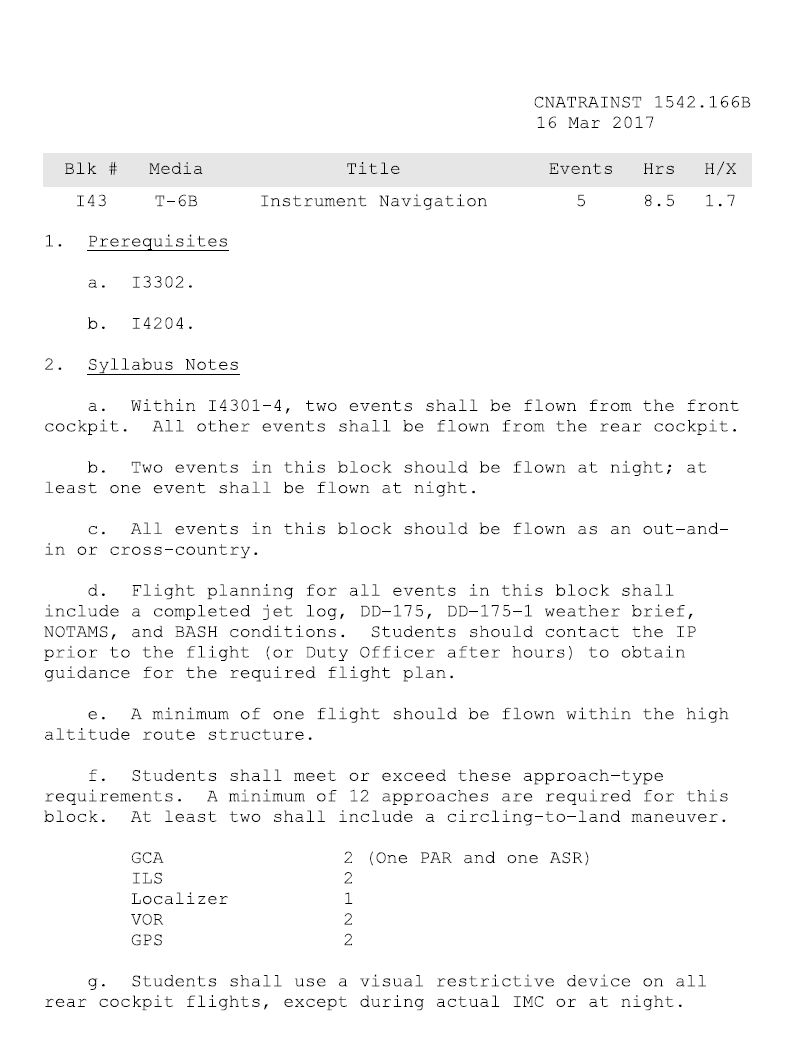 CNATRAINST 1542.166B
16 Mar 2017
Blk # Media Title Events Hrs H/X
I43 T-6B Instrument Navigation 5 8.5 1.7
1. Prerequisites
a. I3302.
b. I4204.
2. Syllabus Notes
a. Within I4301-4, two events shall be flown from the front
cockpit. All other events shall be flown from the rear cockpit.
b. Two events in this block should be flown at night; at
least one event shall be flown at night.
c. All events in this block should be flown as an out-and-
in or cross-country.
d. Flight planning for all events in this block shall
include a completed jet log, DD-175, DD-175-1 weather brief,
NOTAMS, and BASH conditions. Students should contact the IP
prior to the flight (or Duty Officer after hours) to obtain
guidance for the required flight plan.
e. A minimum of one flight should be flown within the high
altitude route structure.
f. Students shall meet or exceed these approach-type
requirements. A minimum of 12 approaches are required for this
block. At least two shall include a circling-to-land maneuver.
GCA 2 (One PAR and one ASR)
ILS 2
Localizer 1
VOR 2
GPS 2
g. Students shall use a visual restrictive device on all
rear cockpit flights, except during actual IMC or at night.